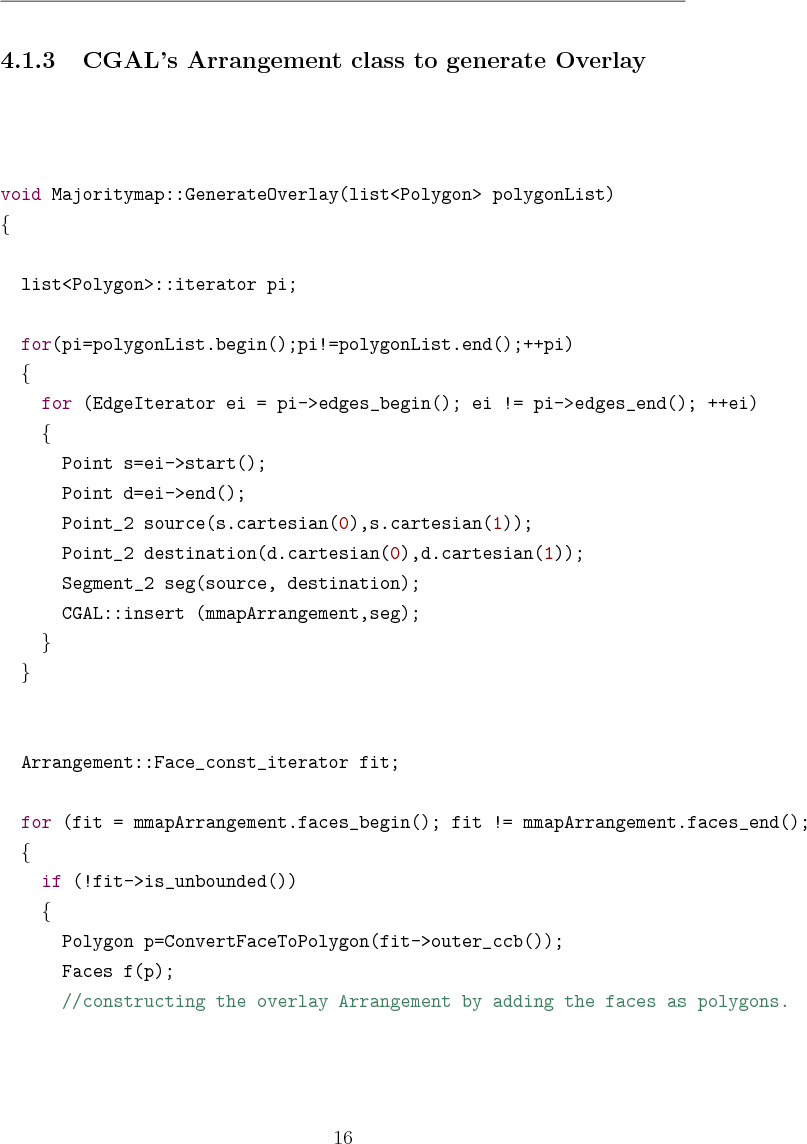 4.1.3 CGAL's Arrangement class to generate Overlay
void Majoritymap::GenerateOverlay(list<Polygon> polygonList)
{
list<Polygon>::iterator pi;
for(pi=polygonList.begin();pi!=polygonList.end();++pi)
{
for (EdgeIterator ei = pi->edges_begin(); ei != pi->edges_end(); ++ei)
{
Point s=ei->start();
Point d=ei->end();
Point_2 source(s.cartesian(0),s.cartesian(1));
Point_2 destination(d.cartesian(0),d.cartesian(1));
Segment_2 seg(source, destination);
CGAL::insert (mmapArrangement,seg);
}
}
Arrangement::Face_const_iterator fit;
for (fit = mmapArrangement.faces_begin(); fit != mmapArrangement.faces_end();
{
if (!fit->is_unbounded())
{
Polygon p=ConvertFaceToPolygon(fit->outer_ccb());
Faces f(p);
//constructing the overlay Arrangement by adding the faces as polygons.
16